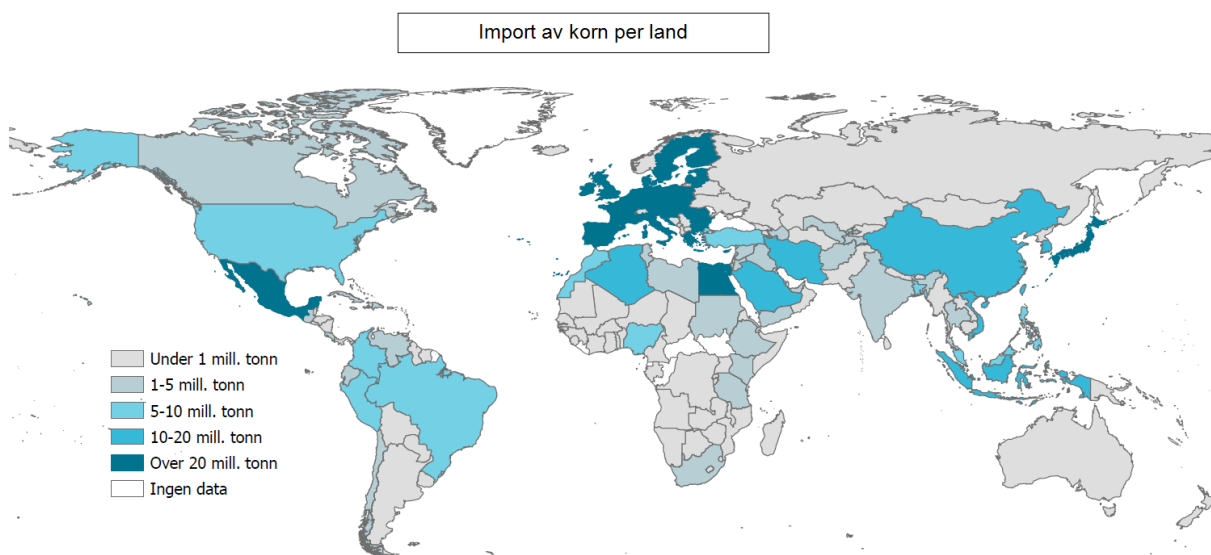 Import av korn per land
Under 1 mill. tonn
1-5 mill. tonn
5-10 mill. tonn
10-20 mill. tonn
Over 20 mill. tonn
Ingen data